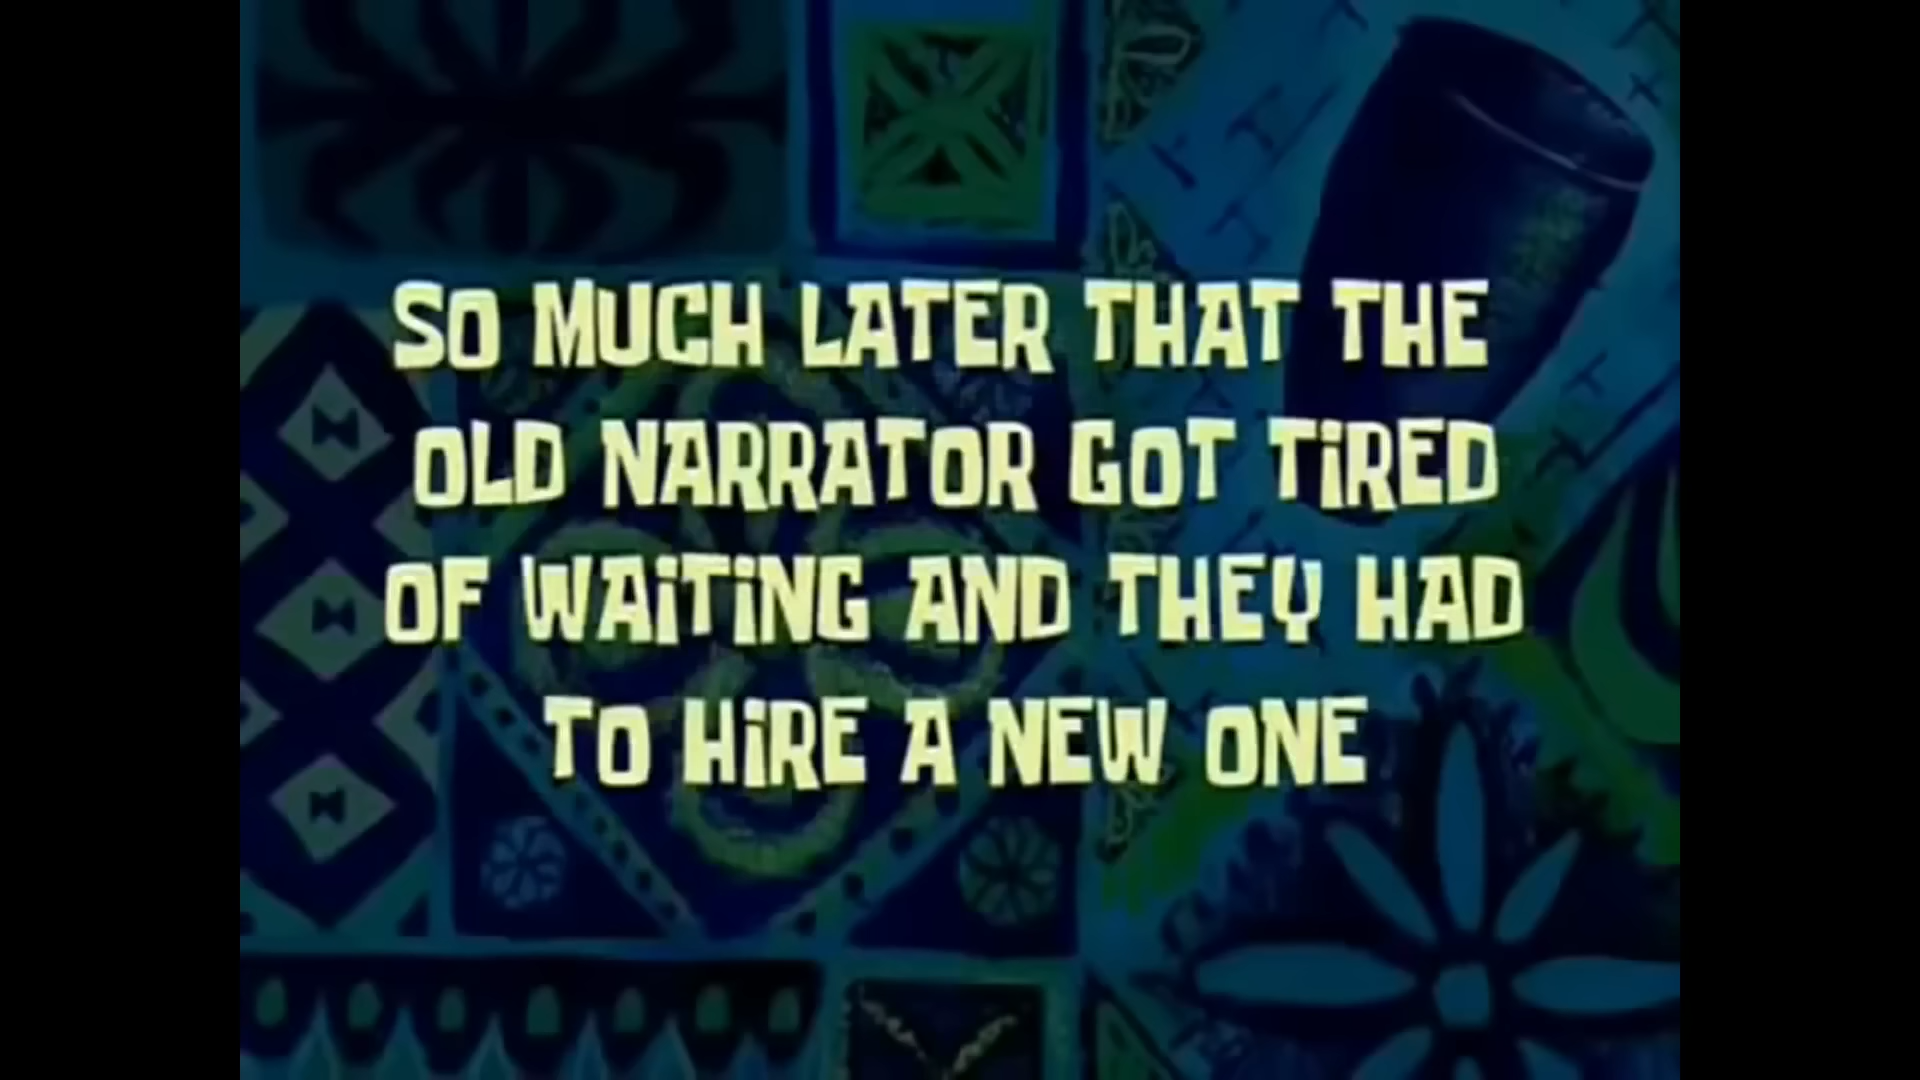 SO MUCH LATER THAT THE
OLD NARRATOR GOT TiRED
OF WAiTiNG AND THEY HAD
TO HiRE A NEW ONE